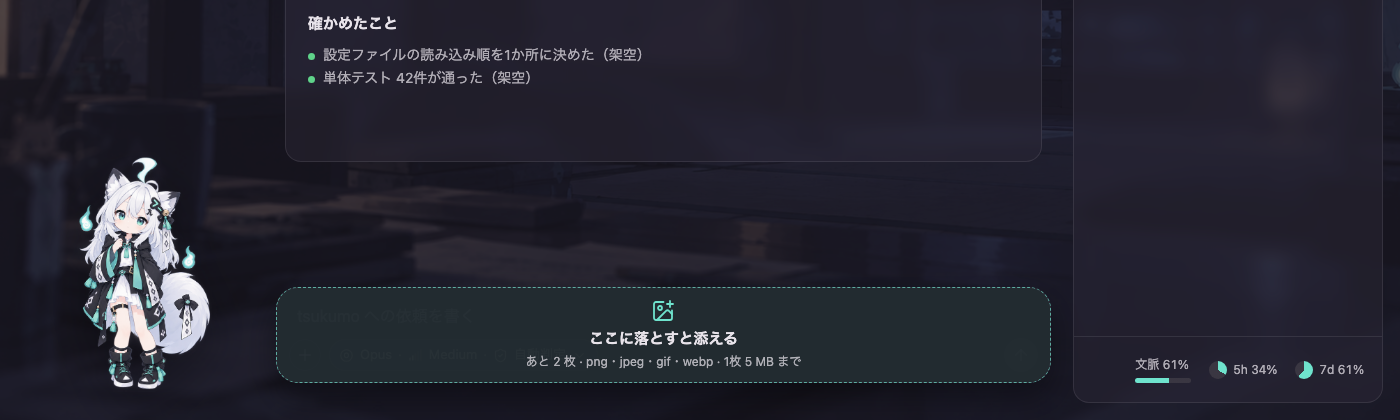 確かめたこと
設定ファイルの読み込み順を1か所に決めた（架空）
単体テスト 42件が通った（架空）
ここに落とすと添える
あと 2 枚 · png・jpeg・gif・webp · 1枚 5 MB まで
文脈 61%
5h 34%
7d 61%